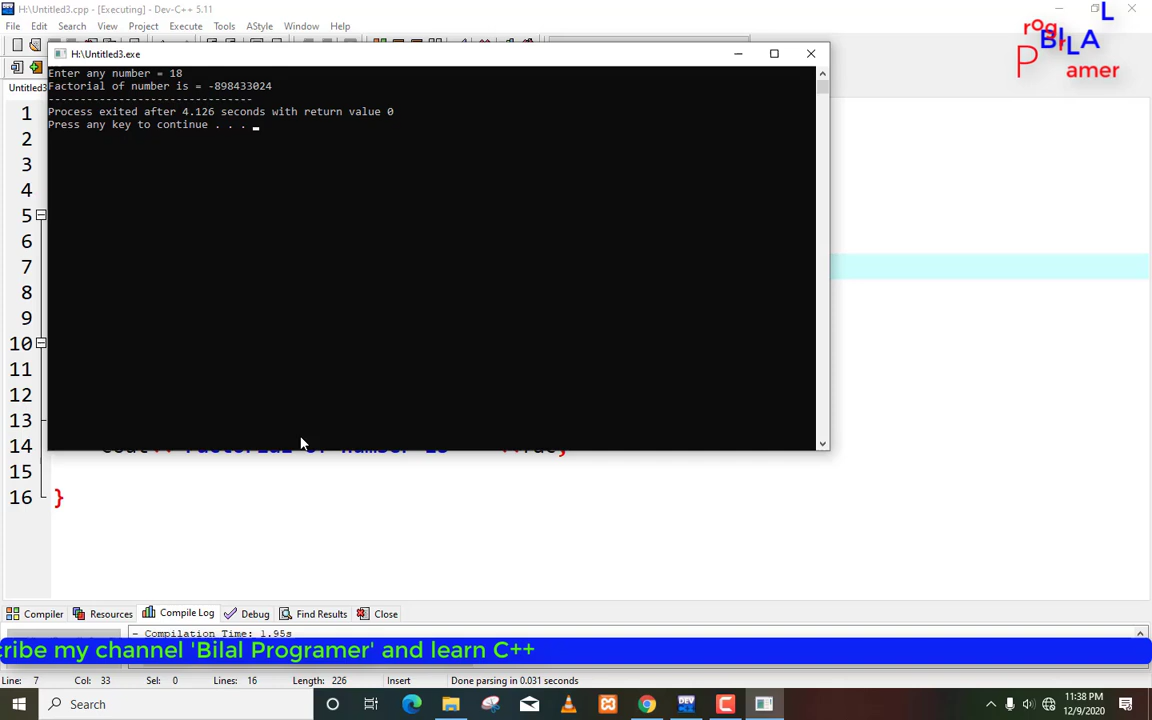 H:\Untitled3.cpp - [Executing] - Dev-C++ 5.11
File Edit Search View Project Execute Tools AStyle Window Help
rogr
P
BILAL
amer
H:\Untitled3.exe
Untitled3
Enter any number = 18
Factorial of number is = -898433024
--------------------------------
Process exited after 4.126 seconds with return value 0
Press any key to continue . . .
1
2
3
4
5
6
7
8
9
10
11
12
13
14
15
16 }
Compiler Resources Compile Log Debug Find Results Close
- Compilation Time: 1.95s
cribe my channel 'Bilal Programer' and learn C++
Line: 7 Col: 33 Sel: 0 Lines: 16 Length: 226 Insert Done parsing in 0.031 seconds
Search
DEV
C
11:38 PM
12/9/2020